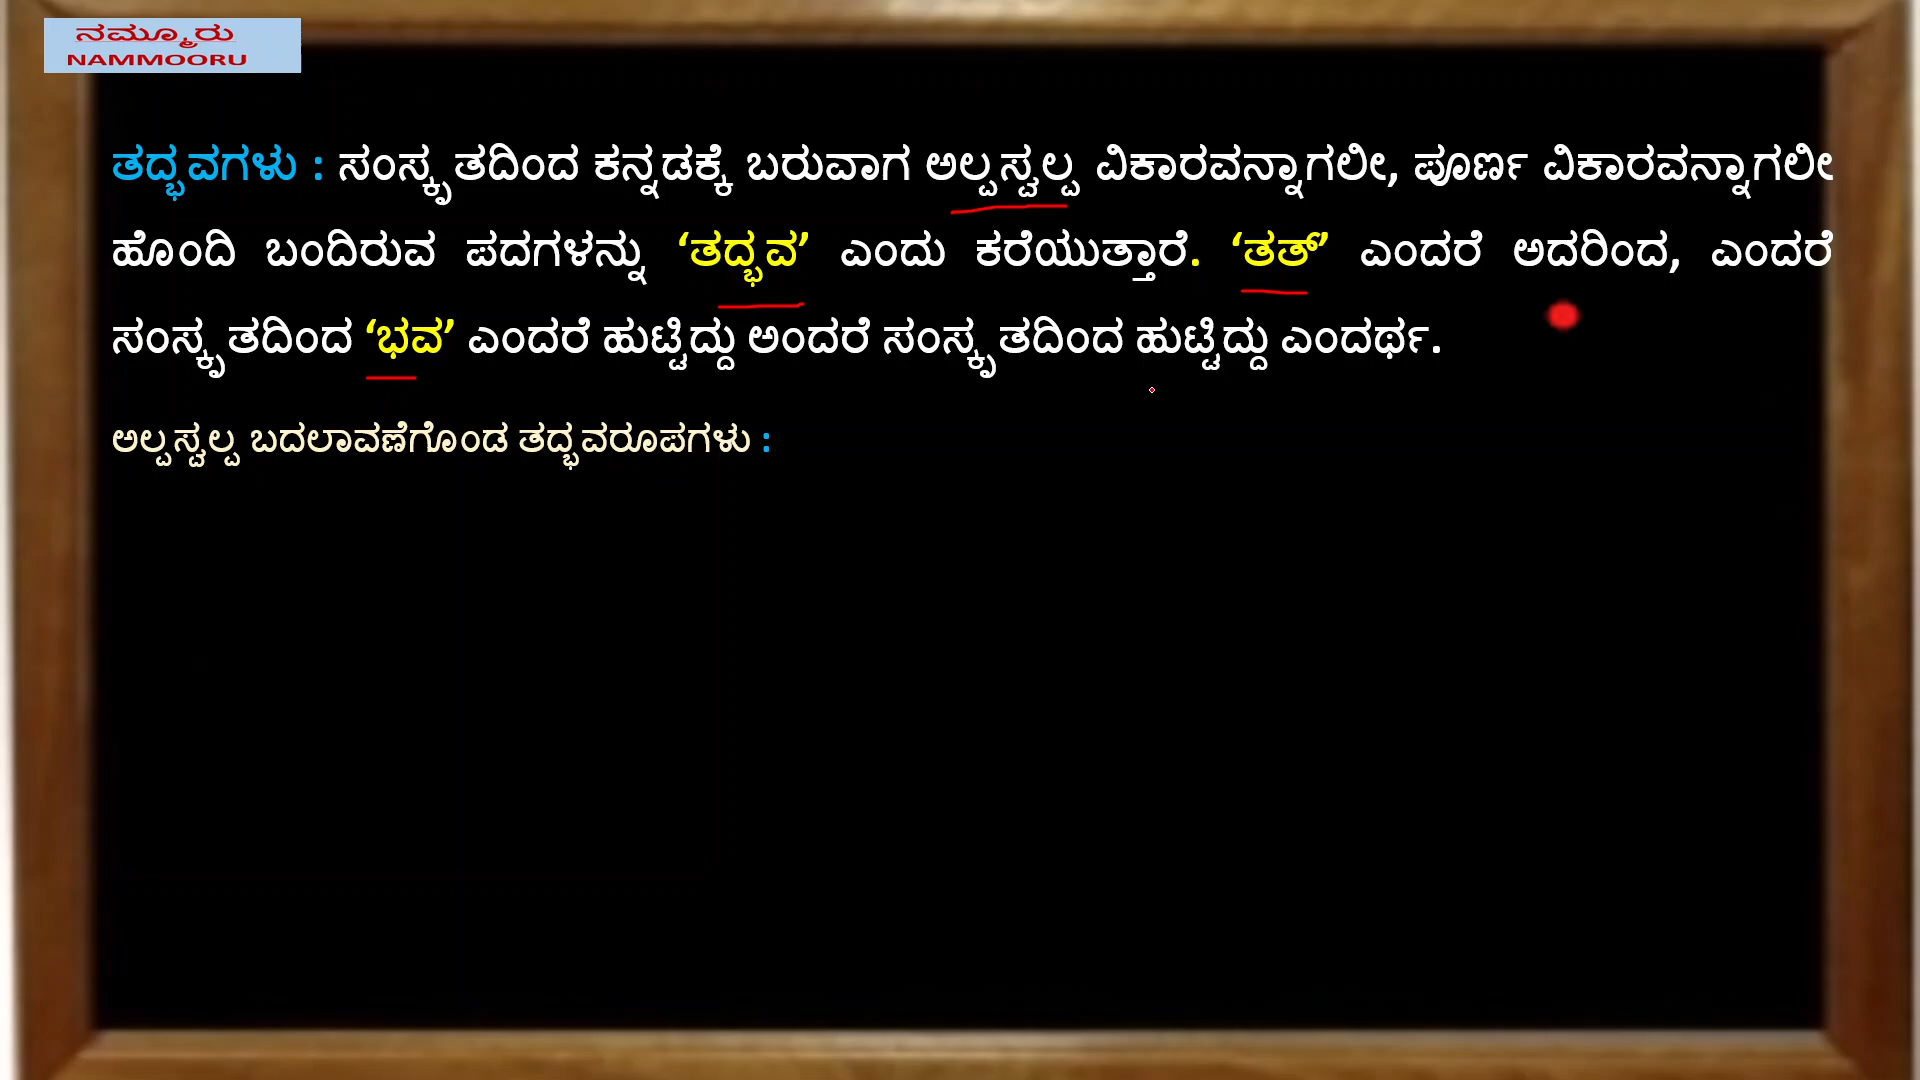 ನಮ್ಮೂರು
NAMMOORU
ತದ್ಭವಗಳು : ಸಂಸ್ಕೃತದಿಂದ ಕನ್ನಡಕ್ಕೆ ಬರುವಾಗ ಅಲ್ಪಸ್ವಲ್ಪ ವಿಕಾರವನ್ನಾಗಲೀ, ಪೂರ್ಣ ವಿಕಾರವನ್ನಾಗಲೀ
ಹೊಂದಿ ಬಂದಿರುವ ಪದಗಳನ್ನು ‘ತದ್ಭವ’ ಎಂದು ಕರೆಯುತ್ತಾರೆ. ‘ತತ್’ ಎಂದರೆ ಅದರಿಂದ, ಎಂದರೆ
ಸಂಸ್ಕೃತದಿಂದ ‘ಭವ’ ಎಂದರೆ ಹುಟ್ಟಿದ್ದು ಅಂದರೆ ಸಂಸ್ಕೃತದಿಂದ ಹುಟ್ಟಿದ್ದು ಎಂದರ್ಥ.
ಅಲ್ಪಸ್ವಲ್ಪ ಬದಲಾವಣೆಗೊಂಡ ತದ್ಭವರೂಪಗಳು :